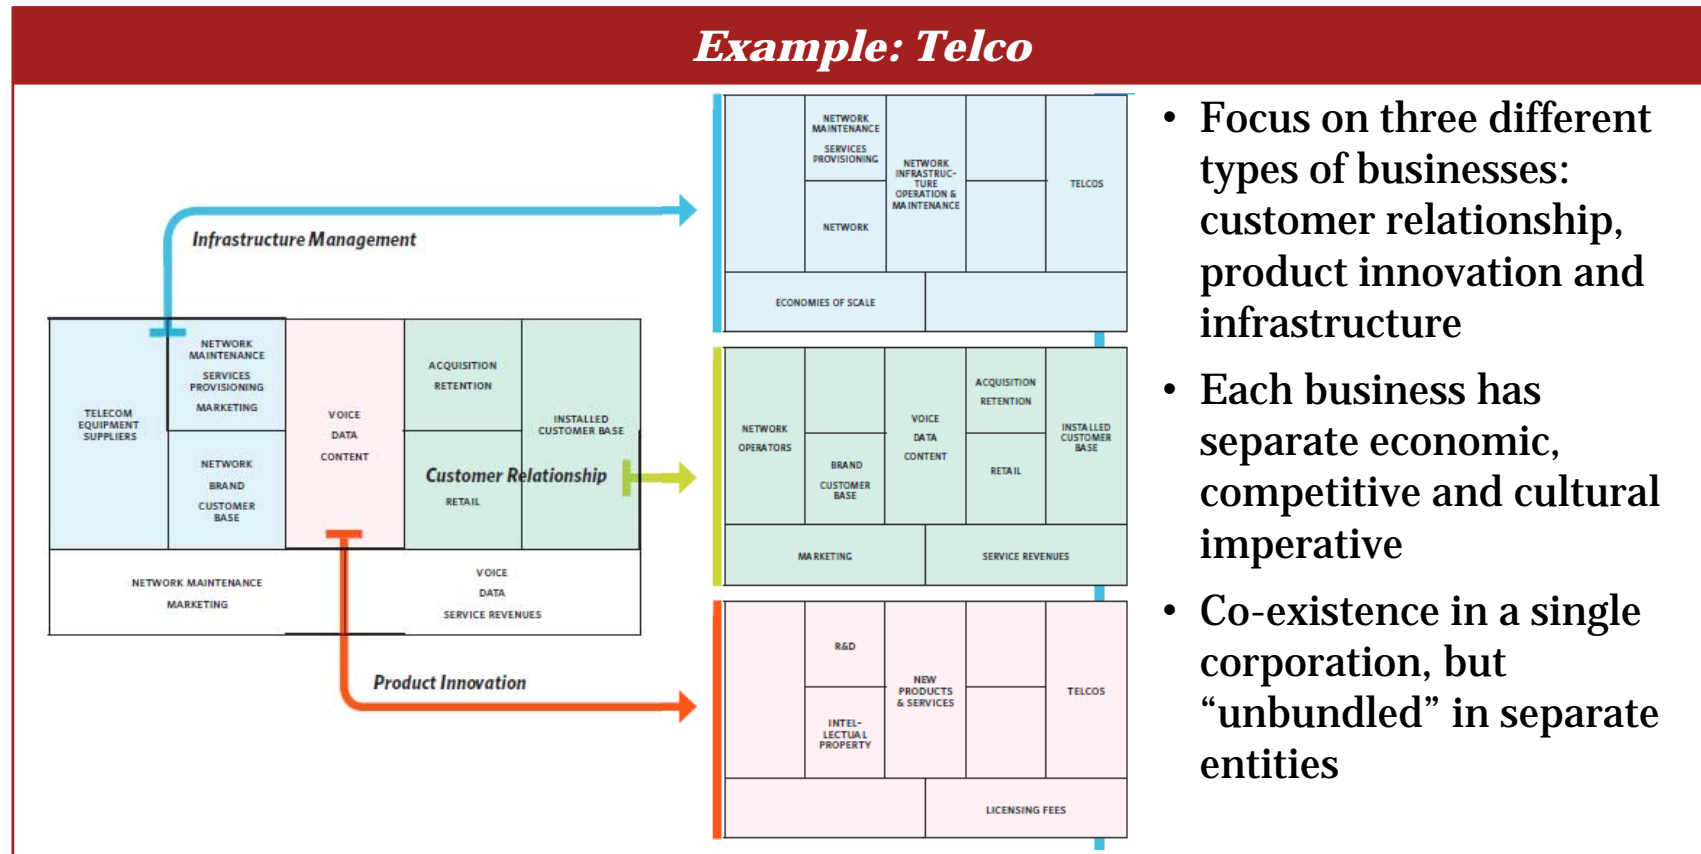 Example: Telco
Infrastructure Management
TELECOM
EQUIPMENT
SUPPLIERS
NETWORK
MAINTENANCE
SERVICES
PROVISIONING
MARKETING
NETWORK
BRAND
CUSTOMER
BASE
VOICE
DATA
CONTENT
ACQUISITION
RETENTION
Customer Relationship
RETAIL
INSTALLED
CUSTOMER BASE
NETWORK MAINTENANCE
MARKETING
VOICE
DATA
SERVICE REVENUES
Product Innovation
NETWORK
MAINTENANCE
SERVICES
PROVISIONING
NETWORK
NETWORK
INFRASTRUC-
TURE
OPERATION &
MAINTENANCE
TELCOS
ECONOMIES OF SCALE
NETWORK
OPERATORS
BRAND
CUSTOMER
BASE
VOICE
DATA
CONTENT
ACQUISITION
RETENTION
RETAIL
INSTALLED
CUSTOMER
BASE
MARKETING
SERVICE REVENUES
R&D
INTEL-
LECTUAL
PROPERTY
NEW
PRODUCTS
& SERVICES
TELCOS
LICENSING FEES
• Focus on three different
types of businesses:
customer relationship,
product innovation and
infrastructure
• Each business has
separate economic,
competitive and cultural
imperative
• Co-existence in a single
corporation, but
“unbundled” in separate
entities